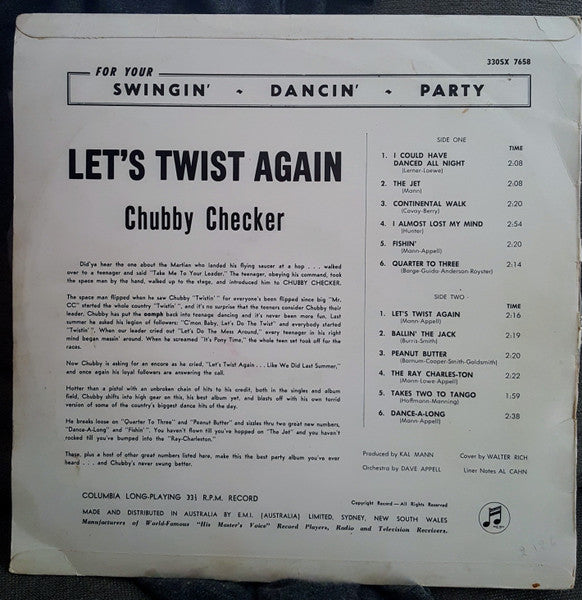 33OSX 7658
FOR YOUR
SWINGIN' - DANCIN' - PARTY
LET'S TWIST AGAIN
Chubby Checker
Did'ya hear the one about the Martian who landed his flying saucer at a hop . . . walked
over to a teenager and said "Take Me To Your Leader." The teenager, obeying his command, took
the space man by the hand, walked up to the stage, and introduced him to CHUBBY CHECKER.
The space man flipped when he saw Chubby "Twistin' " for everyone's been flipped since big "Mr.
CC" started the whole country "Twistin' ", and it's no surprise that the teeners consider Chubby their
leader, Chubby has put the oomph back into teenage dancing and it's never been more fun. Last
summer he asked his legion of followers: "C'mon Baby, Let's Do The Twist" and everybody started
"Twistin' ". When our leader cried out "Let's Do The Mess Around," every teenager in his right
mind began messin' around. When he screamed "It's Pony Time," the whole teen set took off for the
races.
Now Chubby is asking for an encore as he cried, "Let's Twist Again . . . Like We Did Last Summer,"
and once again his loyal followers are answering the call.
Hotter than a pistol with an unbroken chain of hits to his credit, both in the singles and album
field, Chubby shifts into high gear on this, his best album yet, and blasts off with his own torrid
version of some of the country's biggest dance hits of the day.
He breaks loose on "Quarter To Three" and "Peanut Butter" and sizzles thru two great new numbers,
"Dance-A-Long" and "Fishin' ". You haven't flown till you've hopped on "The Jet" and you haven't
rocked till you've bumped into the "Ray-Charleston."
These, plus a host of other great numbers listed here, make this the best party album you've ever
heard . . . and Chubby's never swung better.
SIDE ONE
TIME
1. I COULD HAVE
DANCED ALL NIGHT 2:08
(Lerner-Loewe)
2. THE JET 2:08
(Mann)
3. CONTINENTAL WALK 2:20
(Cavay-Berry)
4. I ALMOST LOST MY MIND 2:54
(Hunter)
5. FISHIN' 2:20
(Mann-Appell)
6. QUARTER TO THREE 2:14
(Barge-Guida-Anderson-Royster)
SIDE TWO
TIME
1. LET'S TWIST AGAIN 2:16
(Mann-Appell)
2. BALLIN' THE JACK 2:19
(Burris-Smith)
3. PEANUT BUTTER 2:20
(Barnum-Cooper-Smith-Goldsmith)
4. THE RAY CHARLES-TON 2:22
(Mann-Lowe-Appell)
5. TAKES TWO TO TANGO 1:59
(Hoffmann-Manning)
6. DANCE-A-LONG 2:38
(Mann-Appell)
Produced by KAL MANN Cover by WALTER RICH
Orchestra by DAVE APPELL Liner Notes AL CAHN
COLUMBIA LONG-PLAYING 33⅓ R.P.M. RECORD
Copyright Record—All Rights Reserved
MADE AND DISTRIBUTED IN AUSTRALIA BY E.M.I. (AUSTRALIA) LIMITED, SYDNEY, NEW SOUTH WALES
Manufacturers of World-Famous "His Master's Voice" Record Players, Radio and Television Receivers.